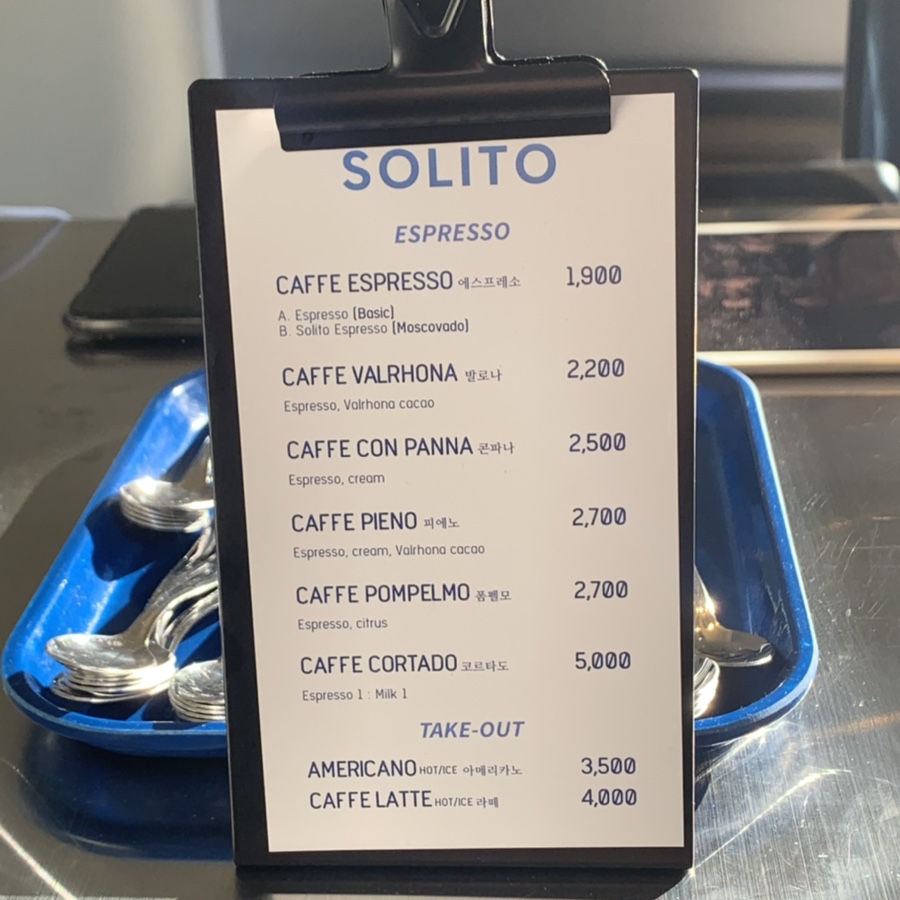 SOLITO
ESPRESSO
CAFFE ESPRESSO 에스프레소 1,900
A. Espresso (Basic)
B. Solito Espresso (Moscovado)
CAFFE VALRHONA 발로나 2,200
Espresso, Valrhona cacao
CAFFE CON PANNA 콘파나 2,500
Espresso, cream
CAFFE PIENO 피에노 2,700
Espresso, cream, Valrhona cacao
CAFFE POMPELMO 폼펠모 2,700
Espresso, citrus
CAFFE CORTADO 코르타도 5,000
Espresso 1 : Milk 1
TAKE-OUT
AMERICANO HOT/ICE 아메리카노 3,500
CAFFE LATTE HOT/ICE 라떼 4,000